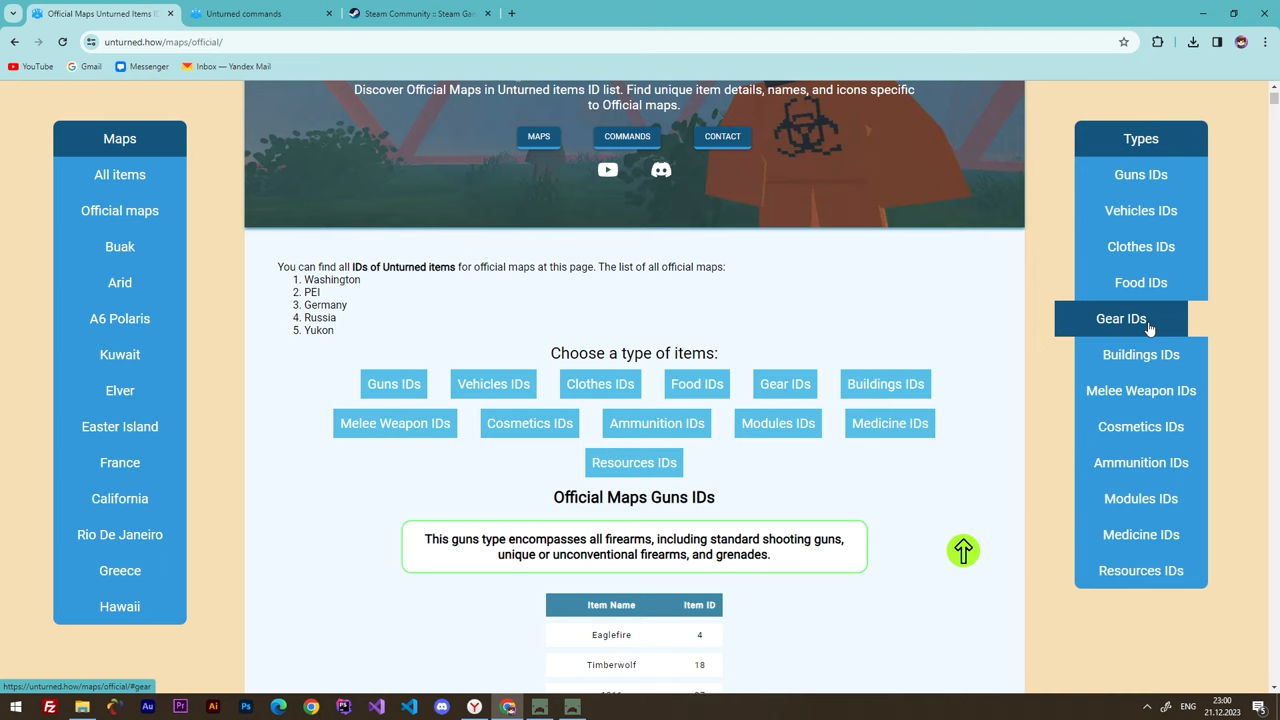 Official Maps Unturned Items I
Unturned commands
Steam Community :: Steam Gar
unturned.how/maps/official/
YouTube
Gmail
Messenger
Inbox — Yandex Mail
Discover Official Maps in Unturned items ID list. Find unique item details, names, and icons specific
to Official maps.
MAPS
COMMANDS
CONTACT
Maps
All items
Official maps
Buak
Arid
A6 Polaris
Kuwait
Elver
Easter Island
France
California
Rio De Janeiro
Greece
Hawaii
You can find all IDs of Unturned items for official maps at this page. The list of all official maps:
1. Washington
2. PEI
3. Germany
4. Russia
5. Yukon
Choose a type of items:
Guns IDs
Vehicles IDs
Clothes IDs
Food IDs
Gear IDs
Buildings IDs
Melee Weapon IDs
Cosmetics IDs
Ammunition IDs
Modules IDs
Medicine IDs
Resources IDs
Official Maps Guns IDs
This guns type encompasses all firearms, including standard shooting guns,
unique or unconventional firearms, and grenades.
Item Name Item ID
Eaglefire 4
Timberwolf 18
Types
Guns IDs
Vehicles IDs
Clothes IDs
Food IDs
Gear IDs
Buildings IDs
Melee Weapon IDs
Cosmetics IDs
Ammunition IDs
Modules IDs
Medicine IDs
Resources IDs
https://unturned.how/maps/official/#gear
ENG
23:00
21.12.2023